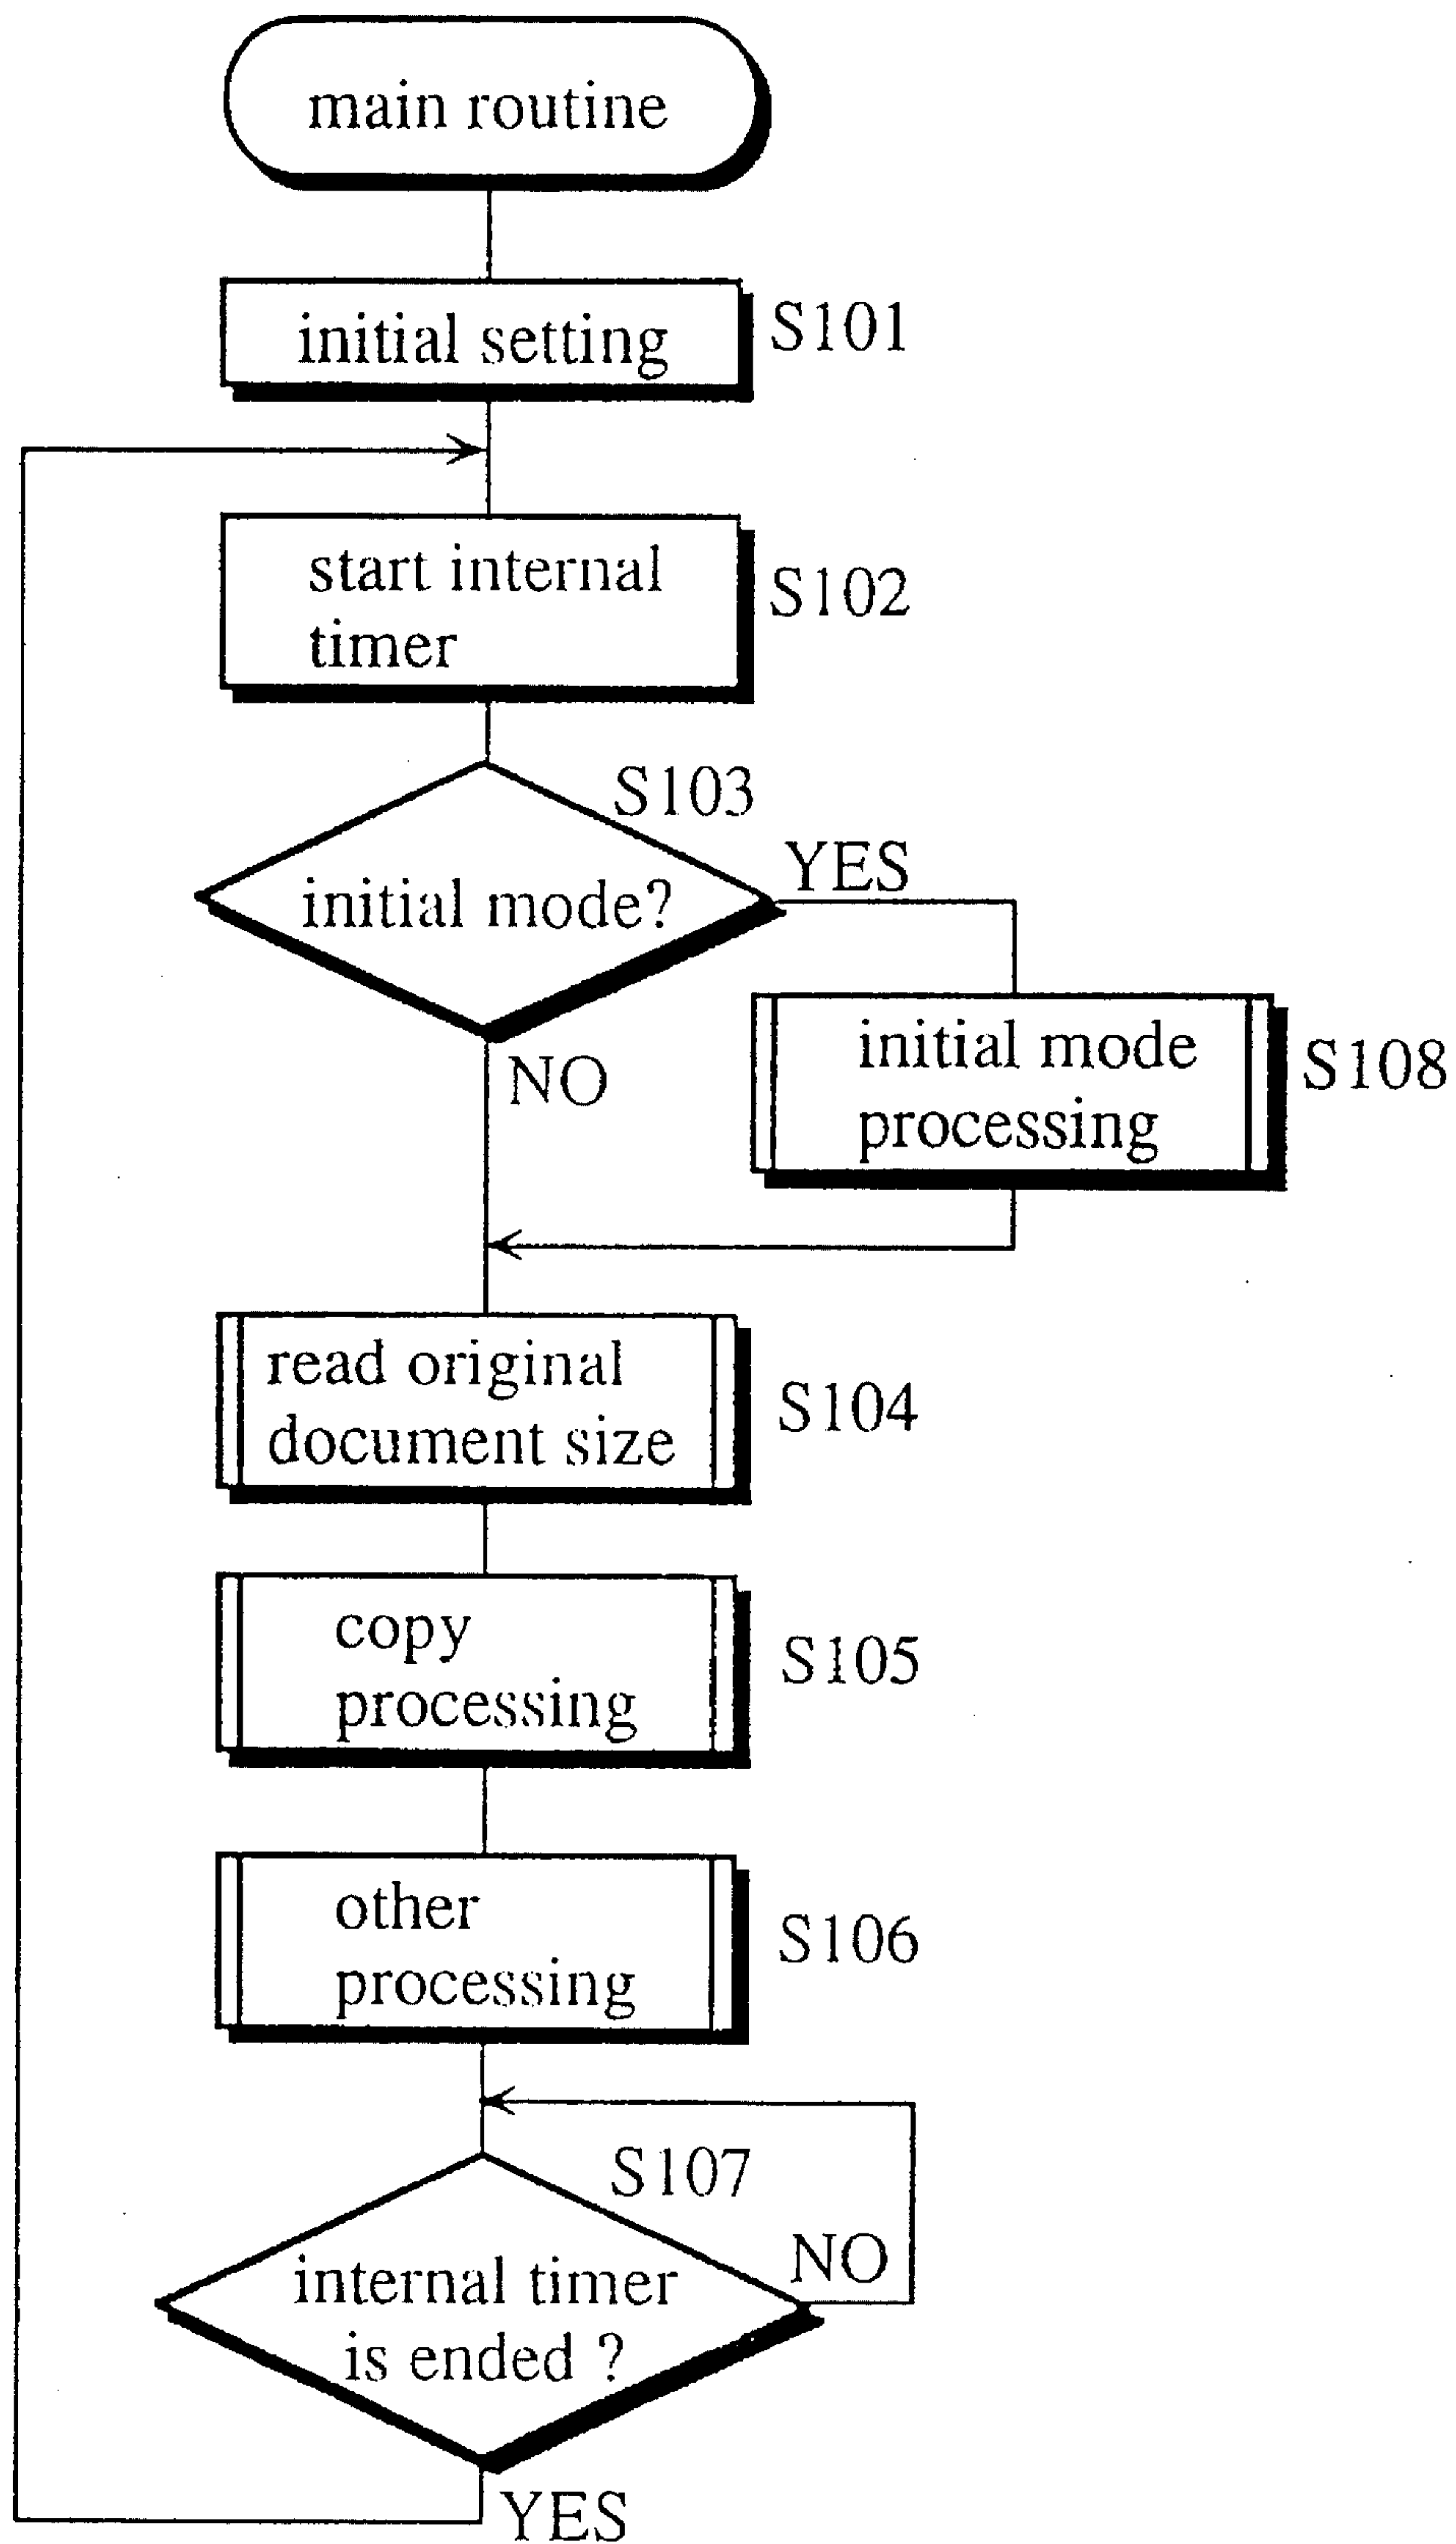 main routine
initial setting
S101
start internal
timer
S102
S103
initial mode?
YES
NO
initial mode
processing
S108
read original
document size
S104
copy
processing
S105
other
processing
S106
S107
internal timer
is ended ?
NO
YES